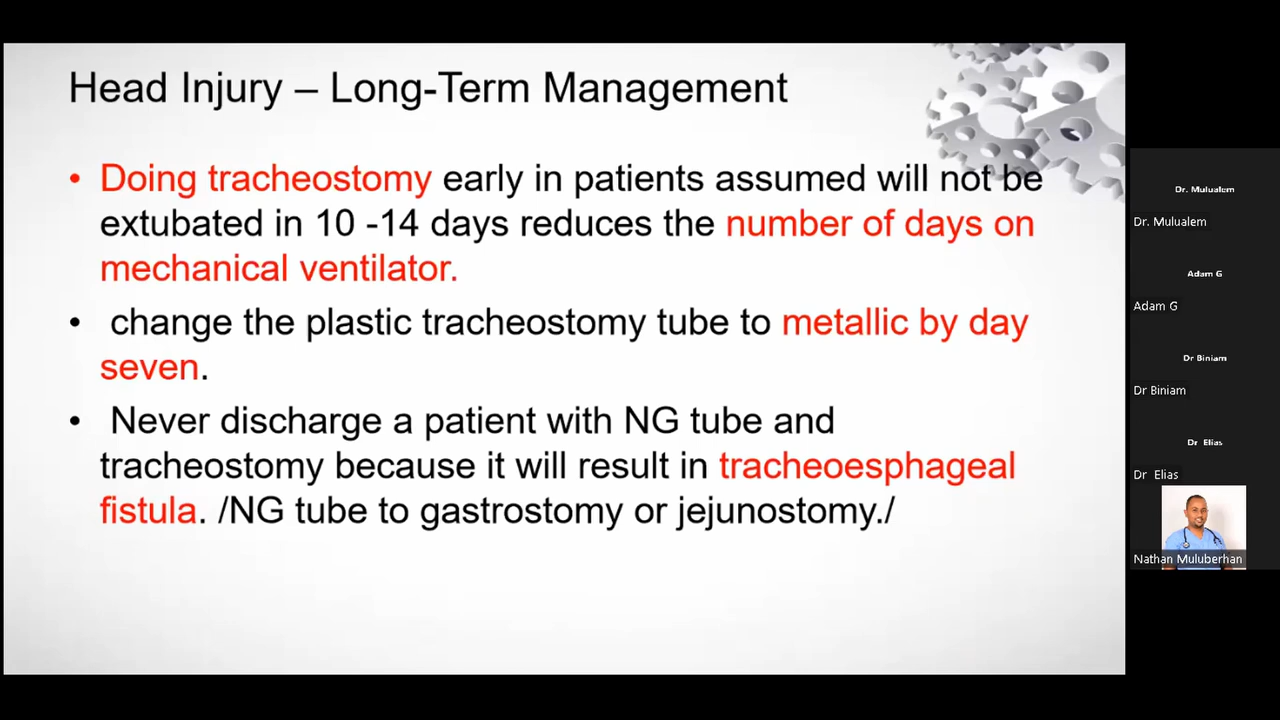 Head Injury – Long-Term Management
• Doing tracheostomy early in patients assumed will not be
extubated in 10 -14 days reduces the number of days on
mechanical ventilator.
• change the plastic tracheostomy tube to metallic by day
seven.
• Never discharge a patient with NG tube and
tracheostomy because it will result in tracheoesphageal
fistula. /NG tube to gastrostomy or jejunostomy./
Dr. Mulualem
Dr. Mulualem
Adam G
Adam G
Dr Biniam
Dr Biniam
Dr Elias
Dr Elias
Nathan Muluberhan